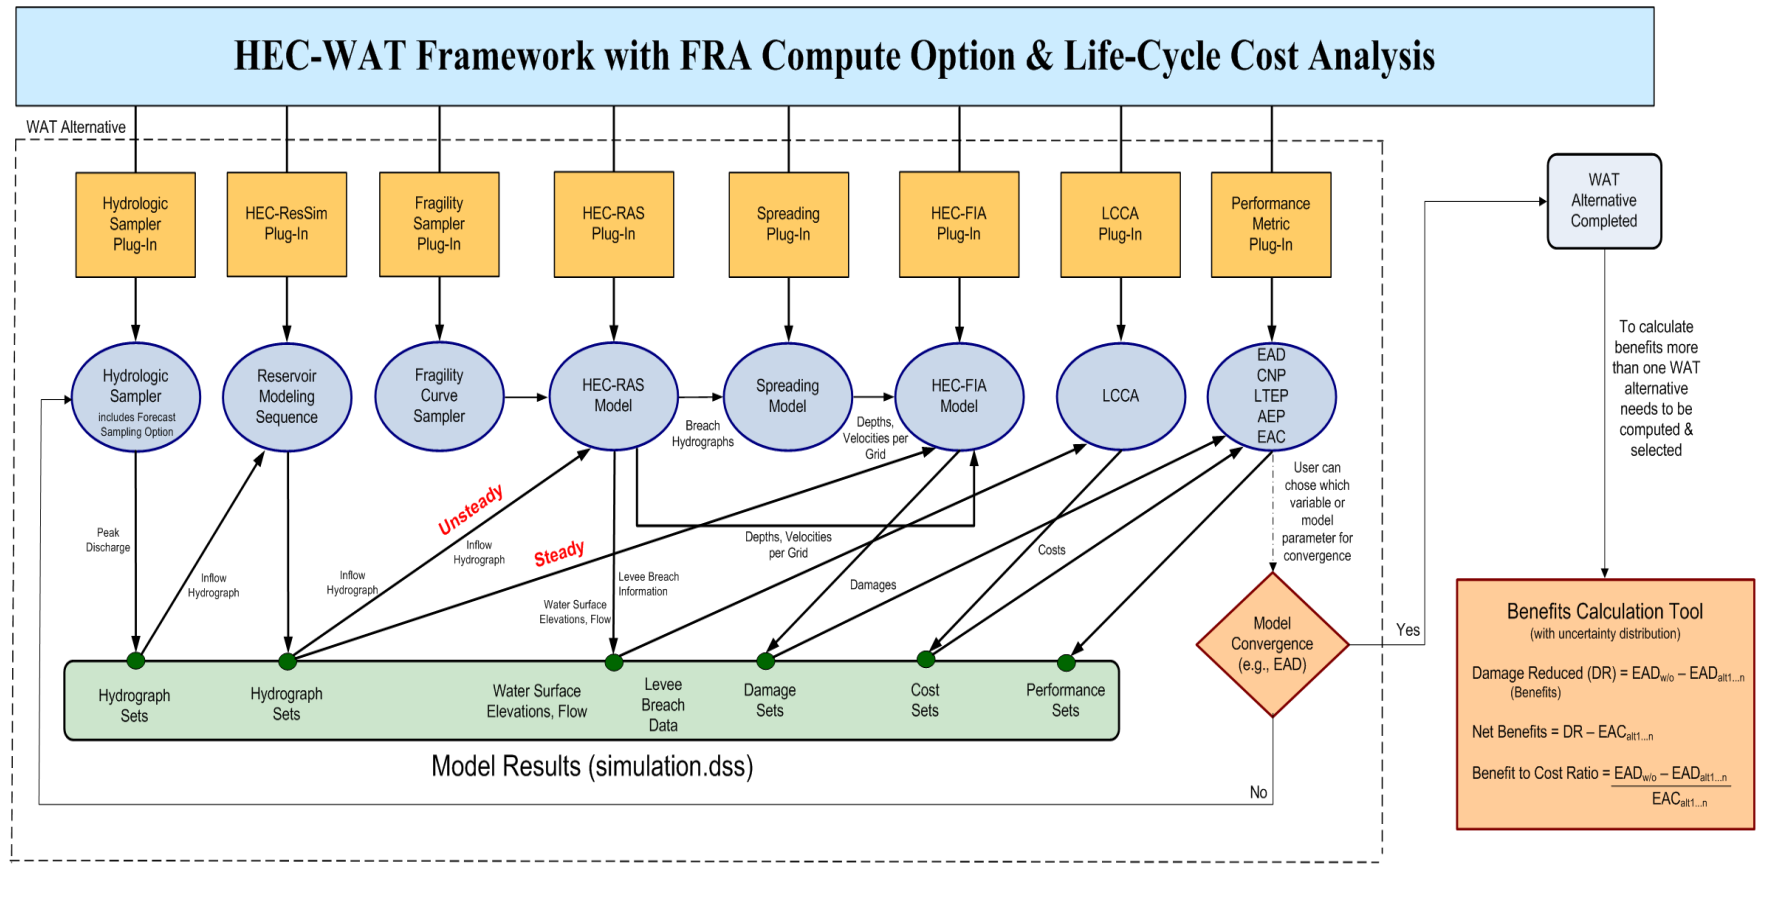 HEC-WAT Framework with FRA Compute Option & Life-Cycle Cost Analysis
WAT Alternative
Hydrologic
Sampler
Plug-In
HEC-ResSim
Plug-In
Fragility
Sampler
Plug-In
HEC-RAS
Plug-In
Spreading
Plug-In
HEC-FIA
Plug-In
LCCA
Plug-In
Performance
Metric
Plug-In
WAT
Alternative
Completed
Hydrologic
Sampler
includes Forecast
Sampling Option
Reservoir
Modeling
Sequence
Fragility
Curve
Sampler
HEC-RAS
Model
Breach
Hydrographs
Spreading
Model
Depths,
Velocities per
Grid
HEC-FIA
Model
LCCA
EAD
CNP
LTEP
AEP
EAC
To calculate
benefits more
than one WAT
alternative
needs to be
computed &
selected
User can
chose which
variable or
model
parameter for
convergence
Peak
Discharge
Inflow
Hydrograph
Inflow
Hydrograph
Unsteady
Inflow
Hydrograph
Steady
Water Surface
Elevations, Flow
Levee Breach
Information
Depths, Velocities
per Grid
Damages
Costs
Model
Convergence
(e.g., EAD)
Yes
No
Hydrograph
Sets
Hydrograph
Sets
Water Surface
Elevations, Flow
Levee
Breach
Data
Damage
Sets
Cost
Sets
Performance
Sets
Model Results (simulation.dss)
Benefits Calculation Tool
(with uncertainty distribution)
Damage Reduced (DR) = EADw/o – EADalt1...n
(Benefits)
Net Benefits = DR – EACalt1...n
Benefit to Cost Ratio = EADw/o – EADalt1...n
EACalt1...n